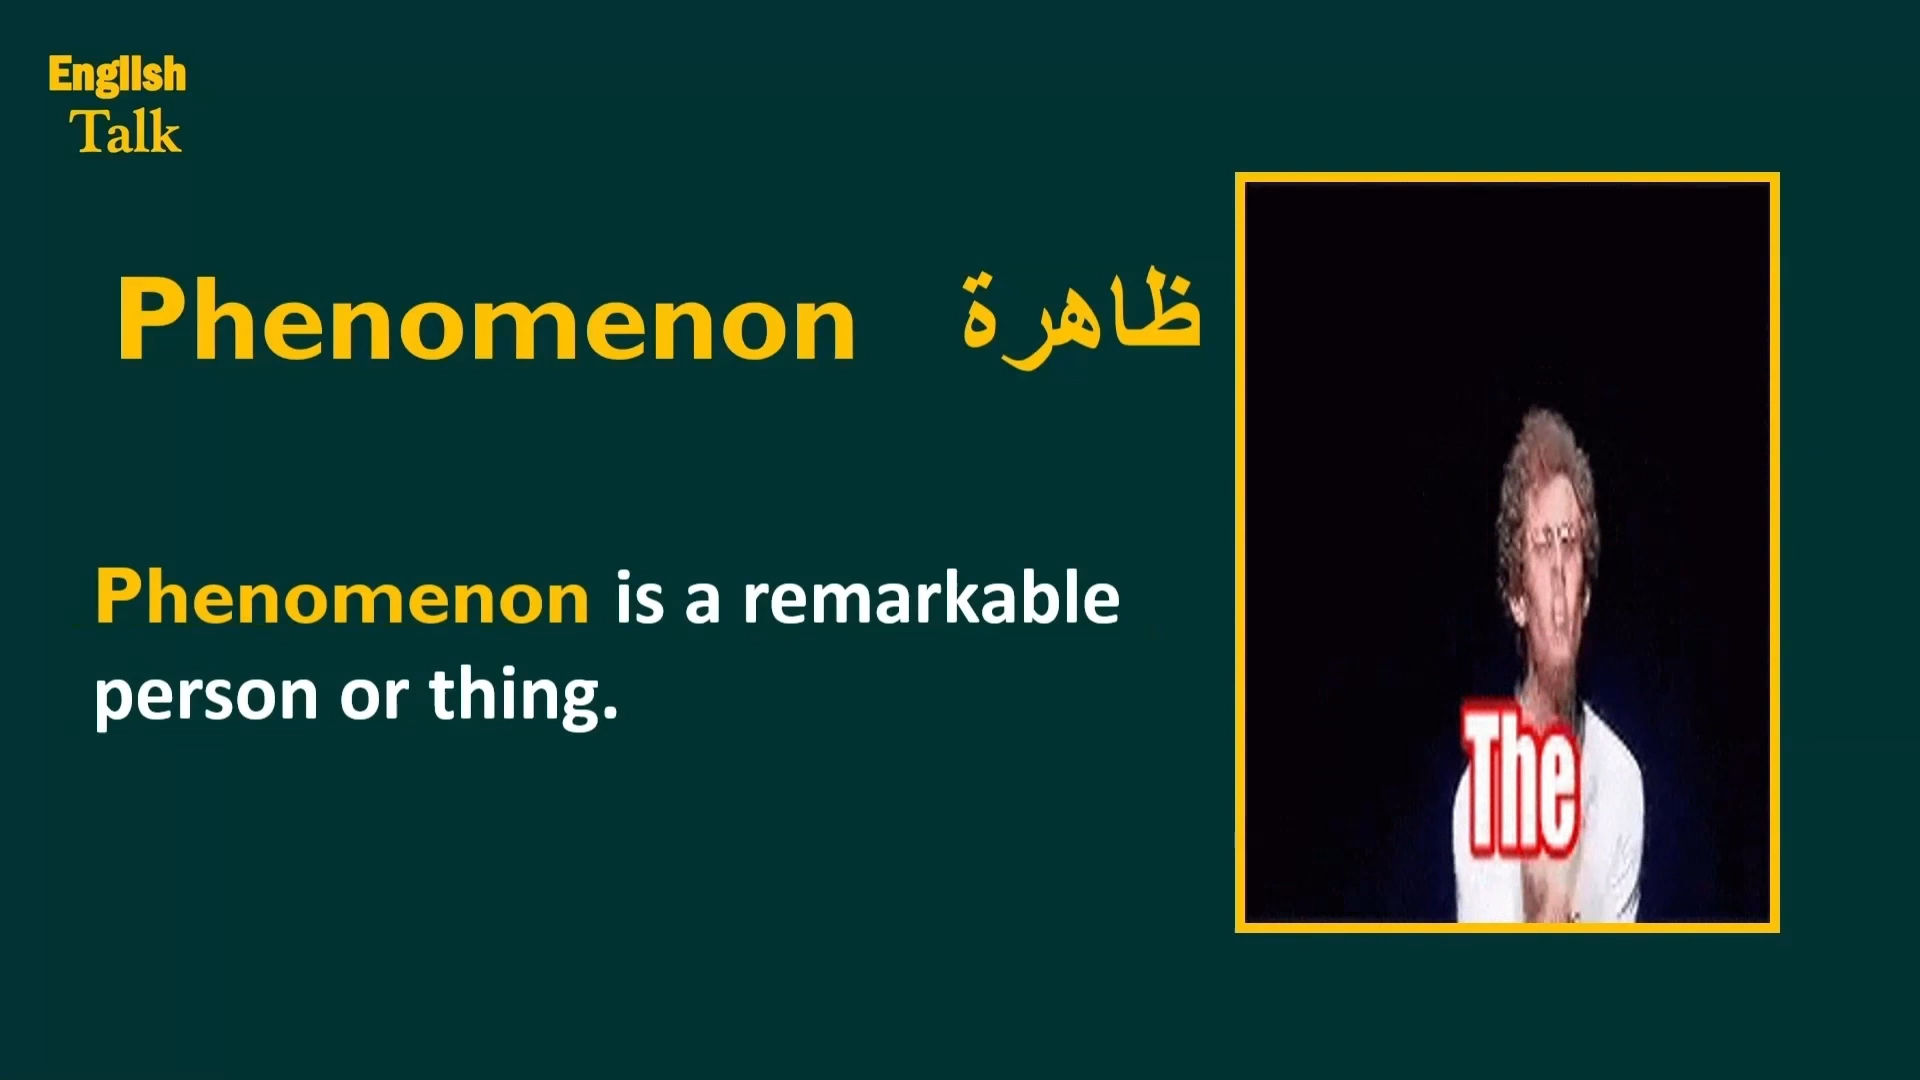 English
Talk
Phenomenon ظاهرة
Phenomenon is a remarkable
person or thing.
The